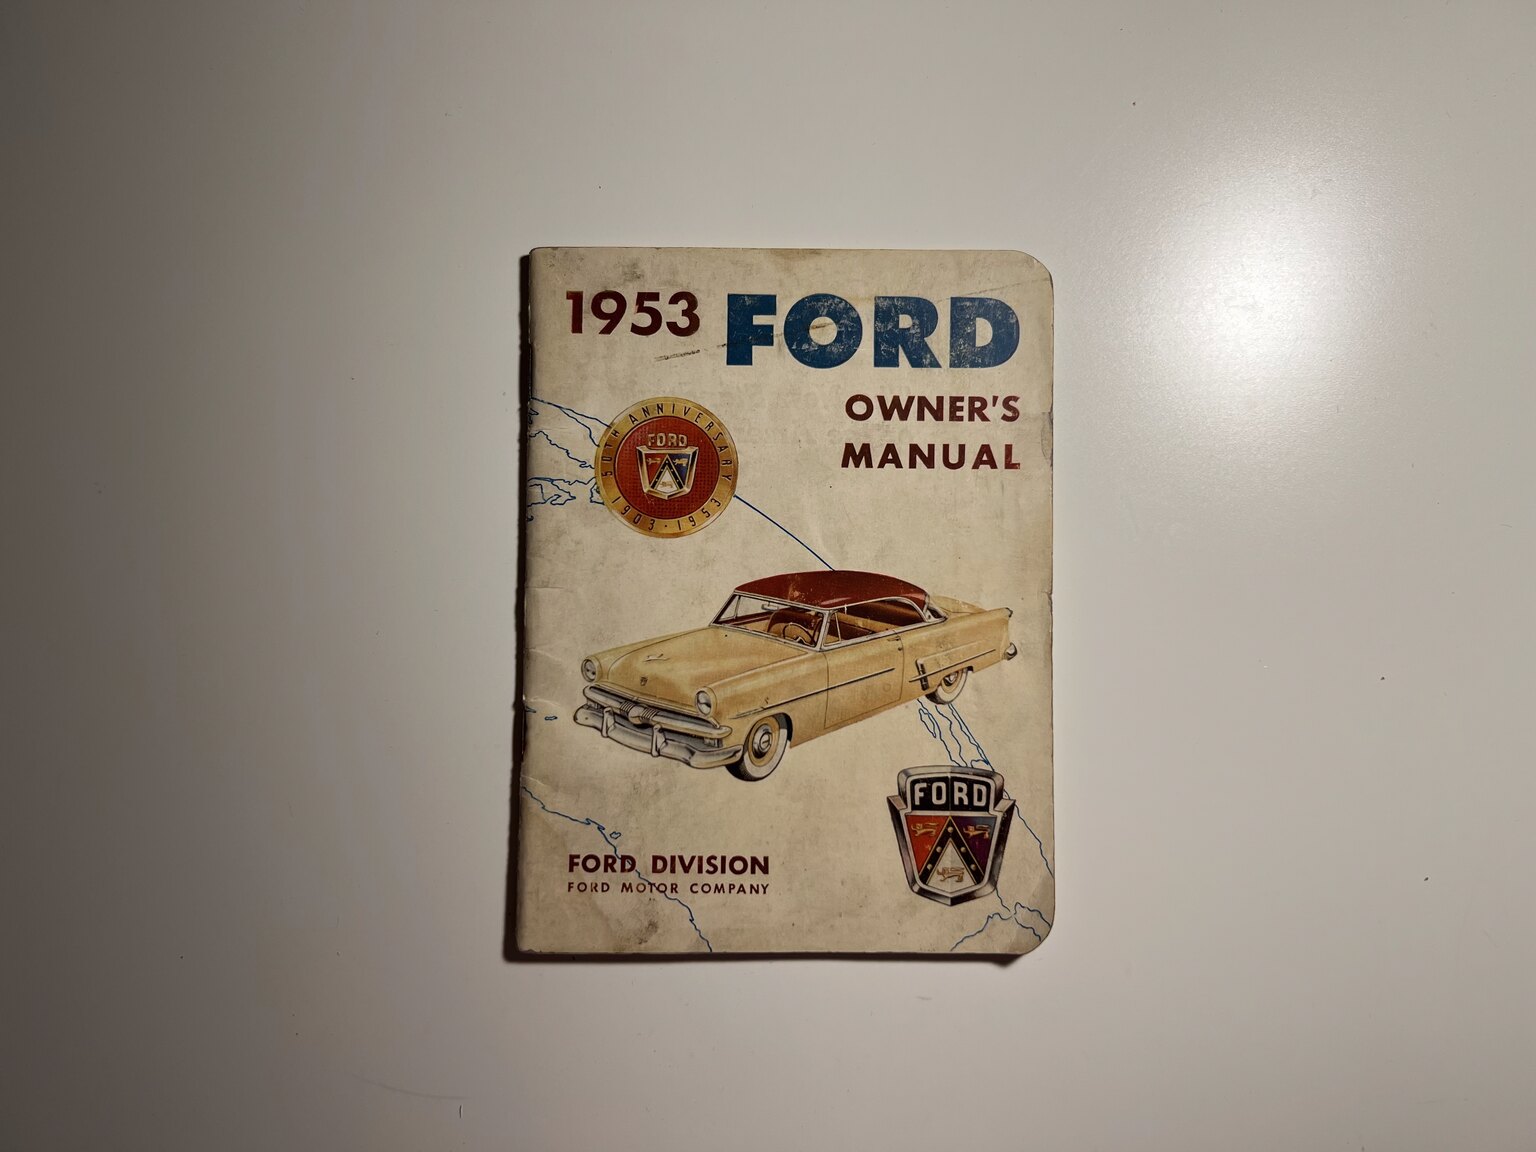 1953 FORD
OWNER'S
MANUAL
50TH ANNIVERSARY
FORD
1903 · 1953
FORD
FORD DIVISION
FORD MOTOR COMPANY